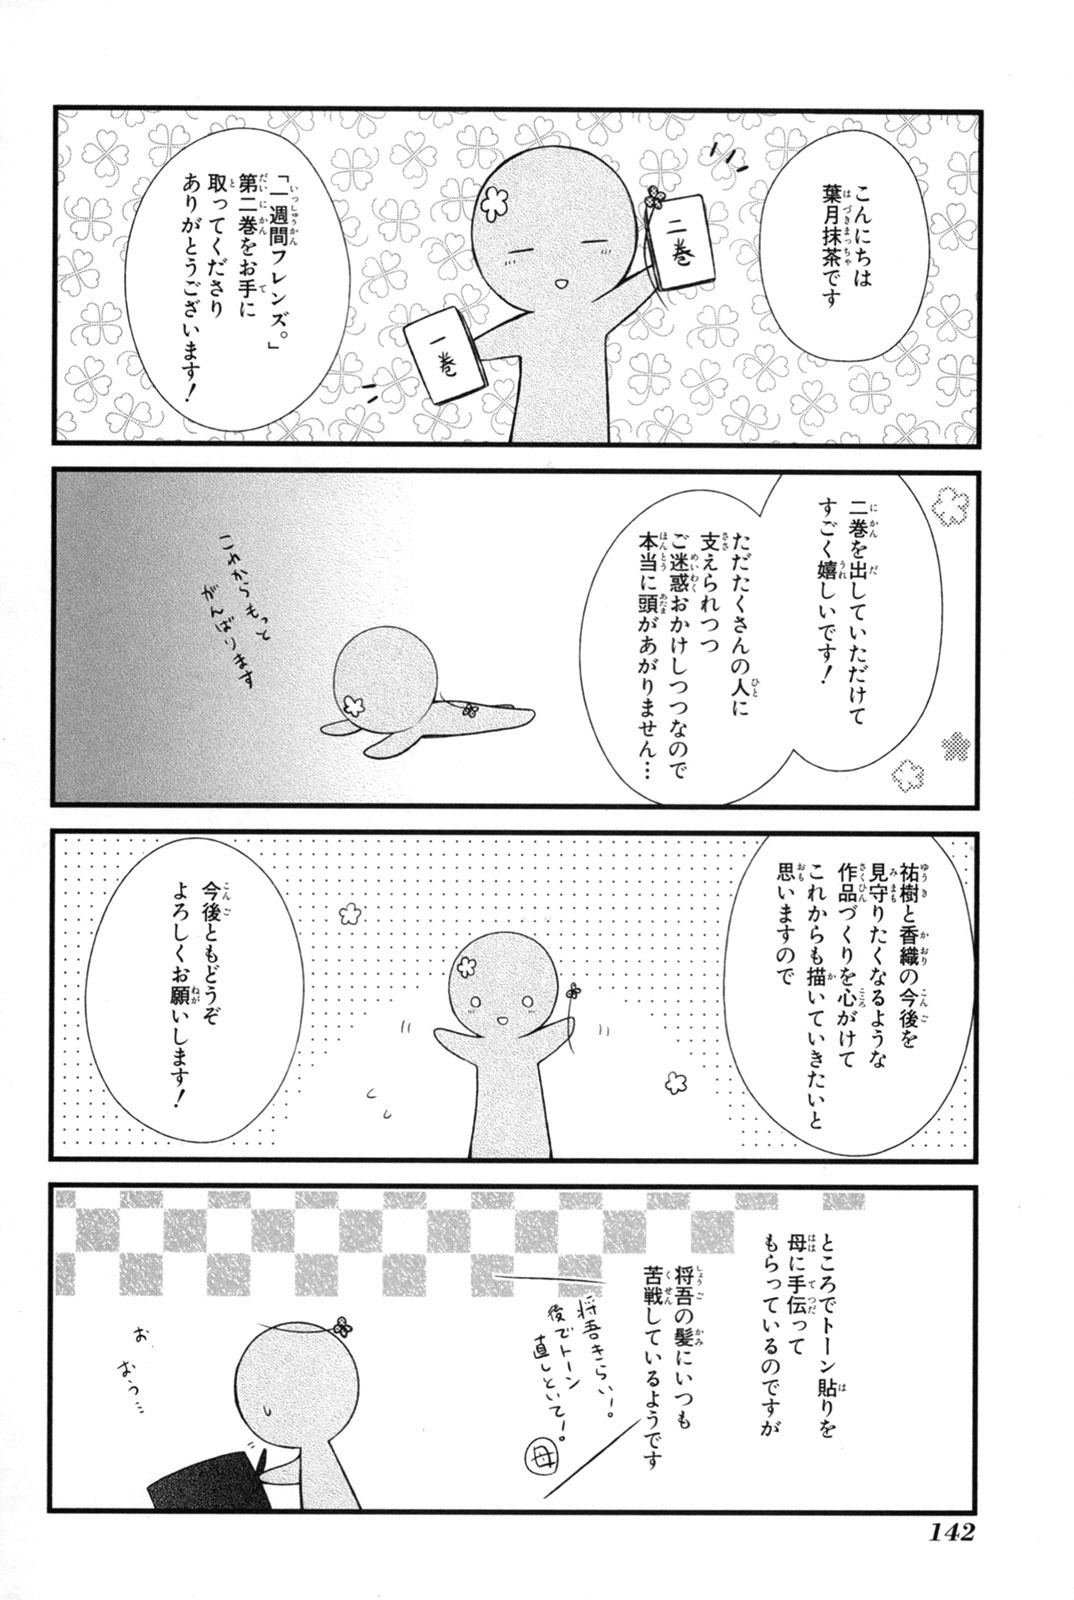 こんにちは
葉月抹茶です
二巻
一巻
「一週間フレンズ。」
第二巻をお手に
取ってくださり
ありがとうございます!
二巻を出していただけて
すごく嬉しいです!
ただたくさんの人に
支えられつつ
ご迷惑おかけしつつなので
本当に頭があがりません…
これからもっと
がんばります
祐樹と香織の今後を
見守りたくなるような
作品づくりを心がけて
これからも描いていきたいと
思いますので
今後ともどうぞ
よろしくお願いします!
ところでトーン貼りを
母に手伝って
もらっているのですが
将吾の髪にいつも
苦戦しているようです
将吾きらい!
後でトーン
直しといて!
母
お
おぅ…
142